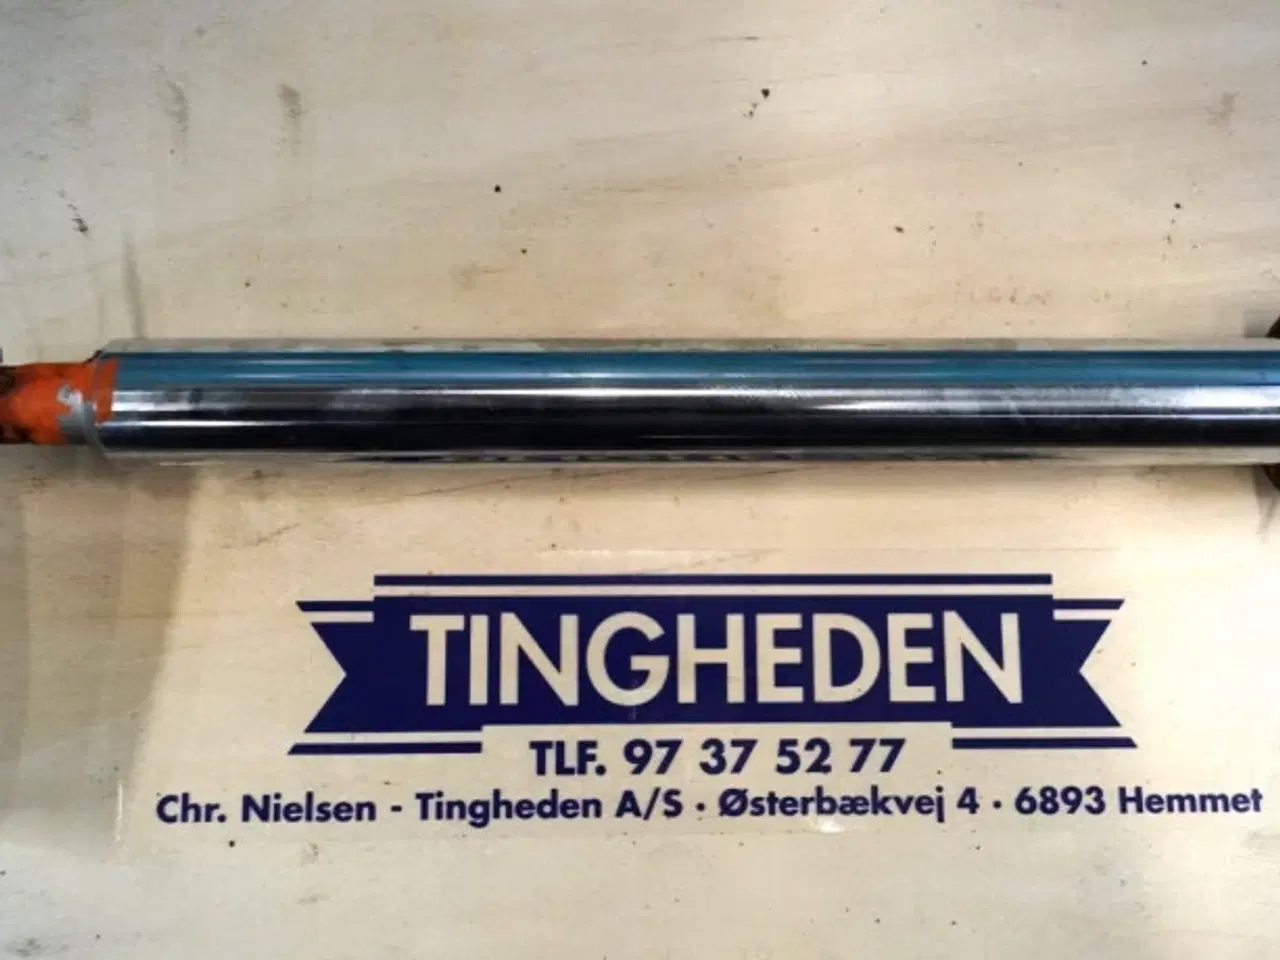 TINGHEDEN
TLF. 97 37 52 77
Chr. Nielsen - Tingheden A/S · Østerbækvej 4 · 6893 Hemmet